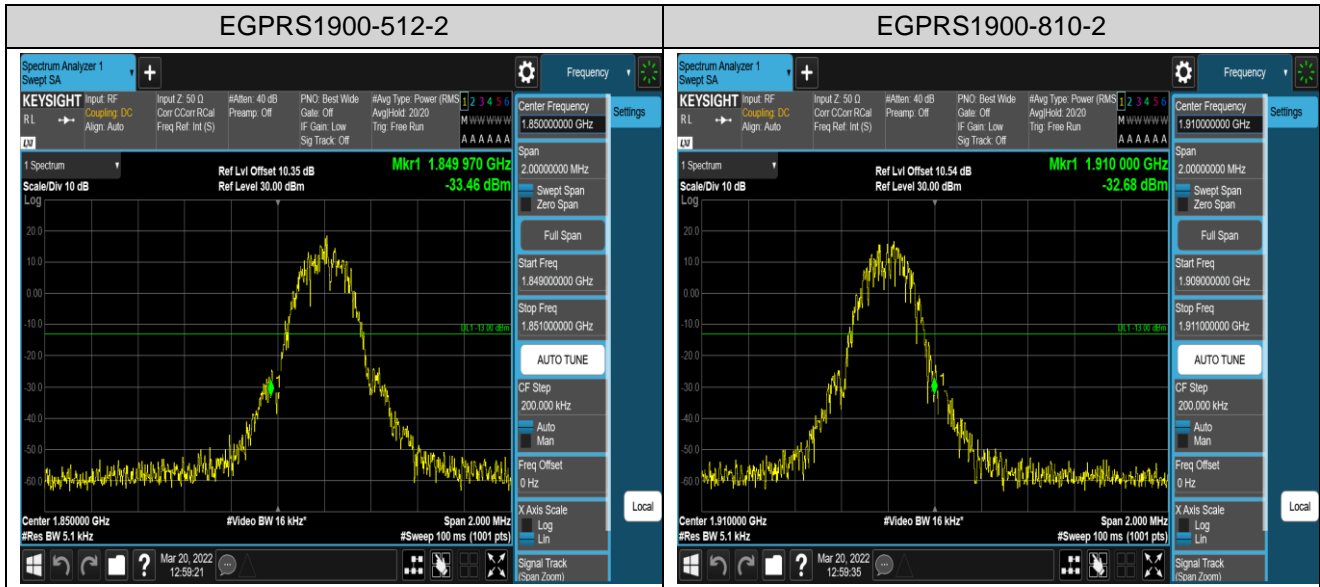 EGPRS1900-512-2
Spectrum Analyzer 1
Swept SA
Frequency
KEYSIGHT
RL
Input: RF
Coupling: DC
Align: Auto
Input Z: 50 Ω
Corr CCorr RCal
Freq Ref: Int (S)
#Atten: 40 dB
Preamp: Off
PNO: Best Wide
Gate: Off
IF Gain: Low
Sig Track: Off
#Avg Type: Power (RMS
Avg|Hold: 20/20
Trig: Free Run
1 2 3 4 5 6
M W W W W W
A A A A A A
Settings
1 Spectrum
Scale/Div 10 dB
Log
Ref Lvl Offset 10.35 dB
Ref Level 30.00 dBm
Mkr1 1.849 970 GHz
-33.46 dBm
20.0
10.0
0.00
-10.0
-20.0
-30.0
-40.0
-50.0
-60.0
DL1 -13.00 dBm
1
Center 1.850000 GHz
#Res BW 5.1 kHz
#Video BW 16 kHz*
Span 2.000 MHz
#Sweep 100 ms (1001 pts)
Center Frequency
1.850000000 GHz
Span
2.00000000 MHz
Swept Span
Zero Span
Full Span
Start Freq
1.849000000 GHz
Stop Freq
1.851000000 GHz
AUTO TUNE
CF Step
200.000 kHz
Auto
Man
Freq Offset
0 Hz
X Axis Scale
Log
Lin
Signal Track
(Span Zoom)
Local
?
Mar 20, 2022
12:59:21
EGPRS1900-810-2
Spectrum Analyzer 1
Swept SA
Frequency
KEYSIGHT
RL
Input: RF
Coupling: DC
Align: Auto
Input Z: 50 Ω
Corr CCorr RCal
Freq Ref: Int (S)
#Atten: 40 dB
Preamp: Off
PNO: Best Wide
Gate: Off
IF Gain: Low
Sig Track: Off
#Avg Type: Power (RMS
Avg|Hold: 20/20
Trig: Free Run
1 2 3 4 5 6
M W W W W W
A A A A A A
Settings
1 Spectrum
Scale/Div 10 dB
Log
Ref Lvl Offset 10.54 dB
Ref Level 30.00 dBm
Mkr1 1.910 000 GHz
-32.68 dBm
20.0
10.0
0.00
-10.0
-20.0
-30.0
-40.0
-50.0
-60.0
DL1 -13.00 dBm
1
Center 1.910000 GHz
#Res BW 5.1 kHz
#Video BW 16 kHz*
Span 2.000 MHz
#Sweep 100 ms (1001 pts)
Center Frequency
1.910000000 GHz
Span
2.00000000 MHz
Swept Span
Zero Span
Full Span
Start Freq
1.909000000 GHz
Stop Freq
1.911000000 GHz
AUTO TUNE
CF Step
200.000 kHz
Auto
Man
Freq Offset
0 Hz
X Axis Scale
Log
Lin
Signal Track
(Span Zoom)
Local
?
Mar 20, 2022
12:59:35